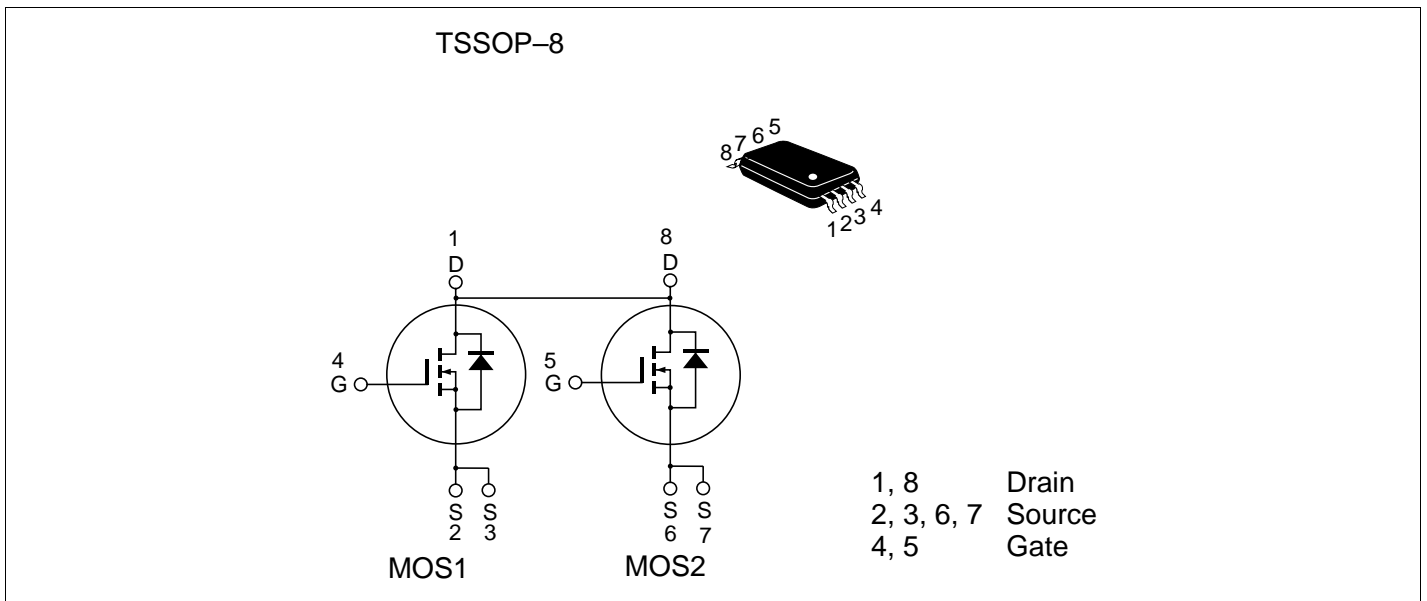 TSSOP–8
8 7 6 5
1 2 3 4
1 8
D D
4 5
G G
S S S S
2 3 6 7
MOS1 MOS2
1, 8 Drain
2, 3, 6, 7 Source
4, 5 Gate